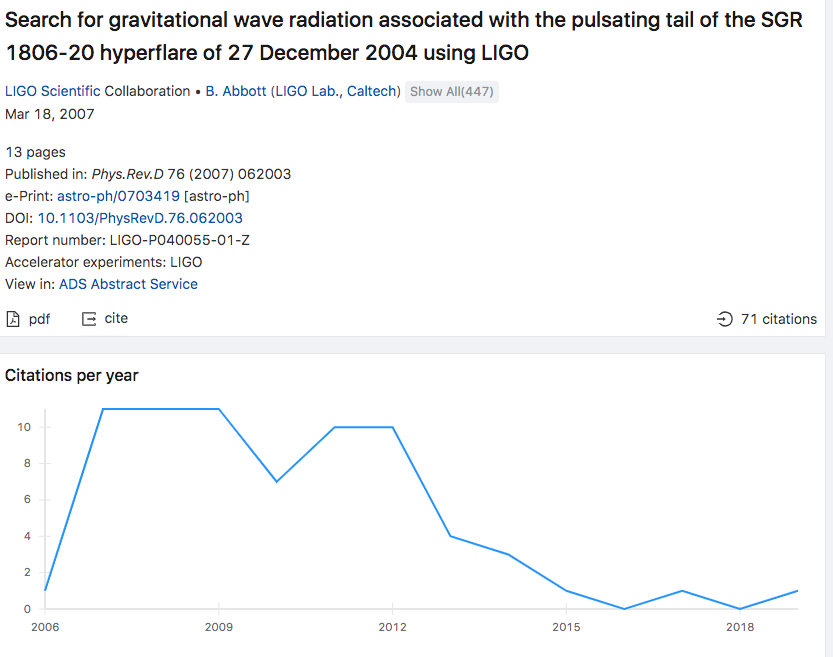 Search for gravitational wave radiation associated with the pulsating tail of the SGR
1806-20 hyperflare of 27 December 2004 using LIGO
LIGO Scientific Collaboration • B. Abbott (LIGO Lab., Caltech) Show All(447)
Mar 18, 2007
13 pages
Published in: Phys.Rev.D 76 (2007) 062003
e-Print: astro-ph/0703419 [astro-ph]
DOI: 10.1103/PhysRevD.76.062003
Report number: LIGO-P040055-01-Z
Accelerator experiments: LIGO
View in: ADS Abstract Service
pdf cite 71 citations
Citations per year
10
8
6
4
2
0
2006 2009 2012 2015 2018